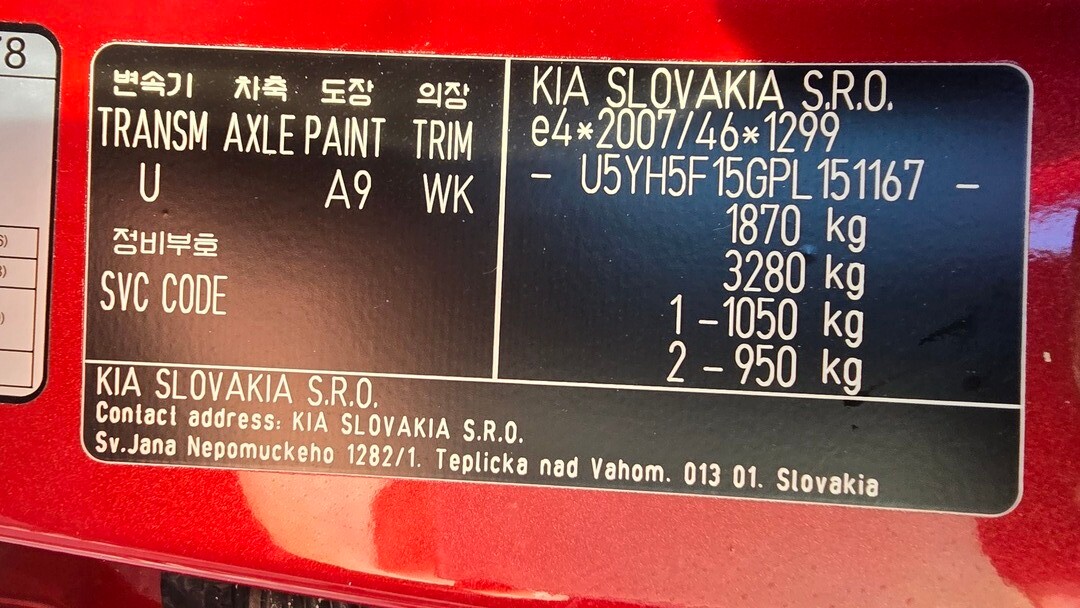 78
변속기 차축 도장 의장
TRANSM AXLE PAINT TRIM
U A9 WK
정비부호
SVC CODE
KIA SLOVAKIA S.R.O.
e4*2007/46*1299
- U5YH5F15GPL151167 -
1870 kg
3280 kg
1 -1050 kg
2 - 950 kg
KIA SLOVAKIA S.R.O.
Contact address: KIA SLOVAKIA S.R.O.
Sv.Jana Nepomuckeho 1282/1. Teplicka nad Vahom. 013 01. Slovakia